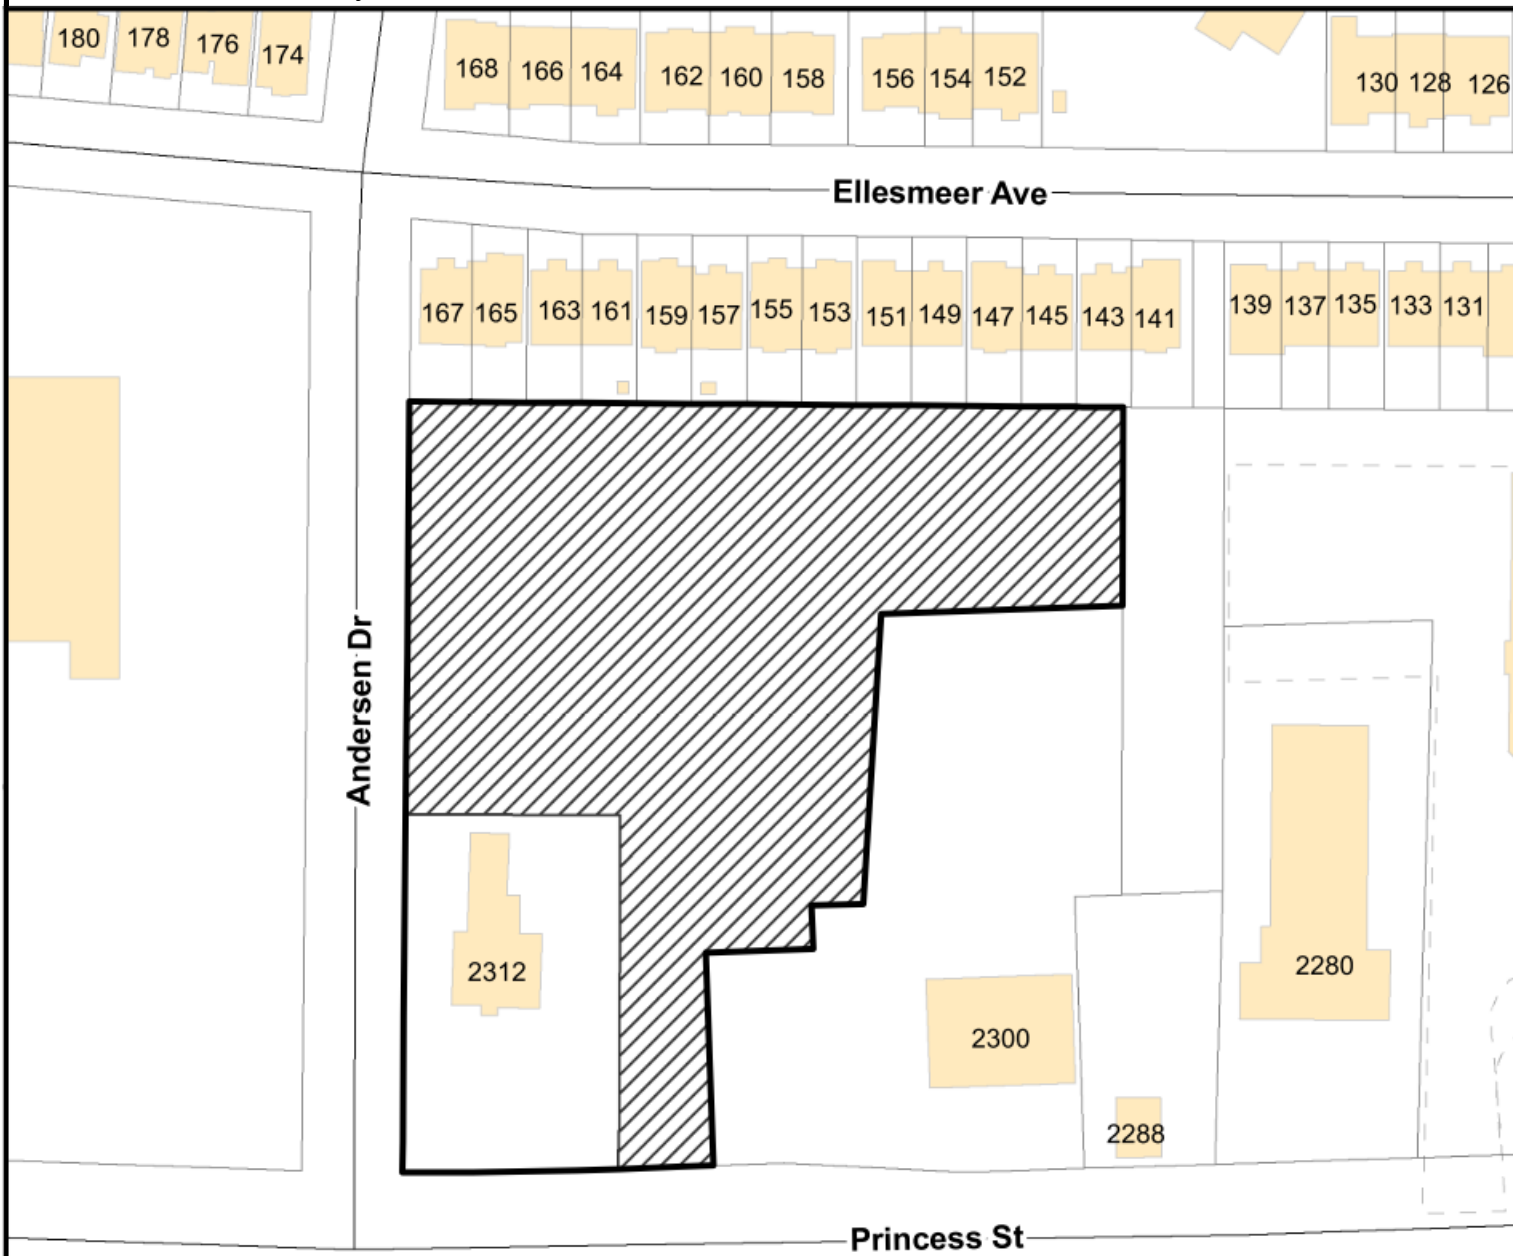 180 178 176 174 168 166 164 162 160 158 156 154 152 130 128 126
Ellesmeer Ave
167 165 163 161 159 157 155 153 151 149 147 145 143 141 139 137 135 133 131
Andersen Dr
2312
2300
2280
2288
Princess St